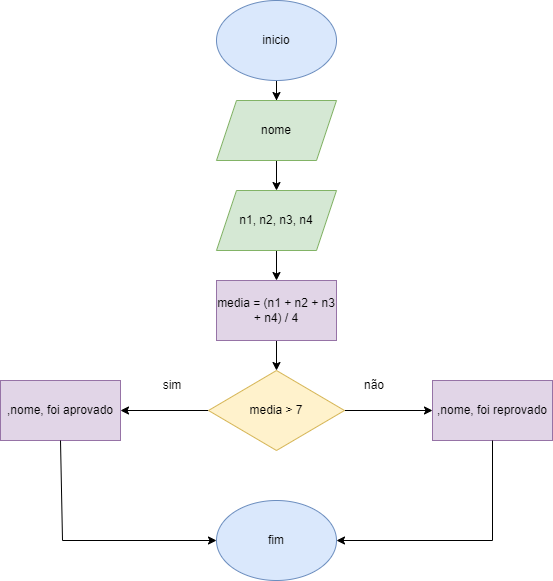 inicio
nome
n1, n2, n3, n4
media = (n1 + n2 + n3
+ n4) / 4
sim
não
,nome, foi aprovado
media > 7
,nome, foi reprovado
fim